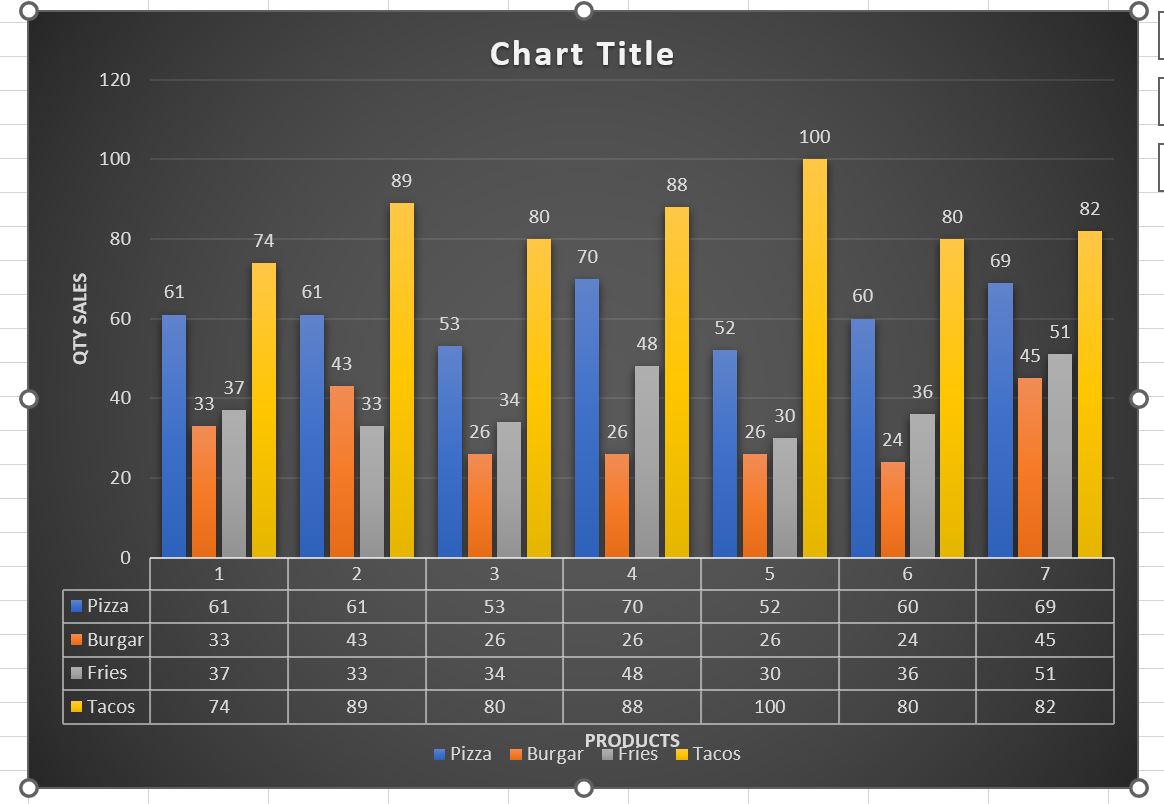 Chart Title
120
100
80
60
40
20
0
QTY SALES
61 33 37 74
61 43 33 89
53 26 34 80
70 26 48 88
52 26 30 100
60 24 36 80
69 45 51 82
1 2 3 4 5 6 7
Pizza 61 61 53 70 52 60 69
Burgar 33 43 26 26 26 24 45
Fries 37 33 34 48 30 36 51
Tacos 74 89 80 88 100 80 82
PRODUCTS
Pizza Burgar Fries Tacos